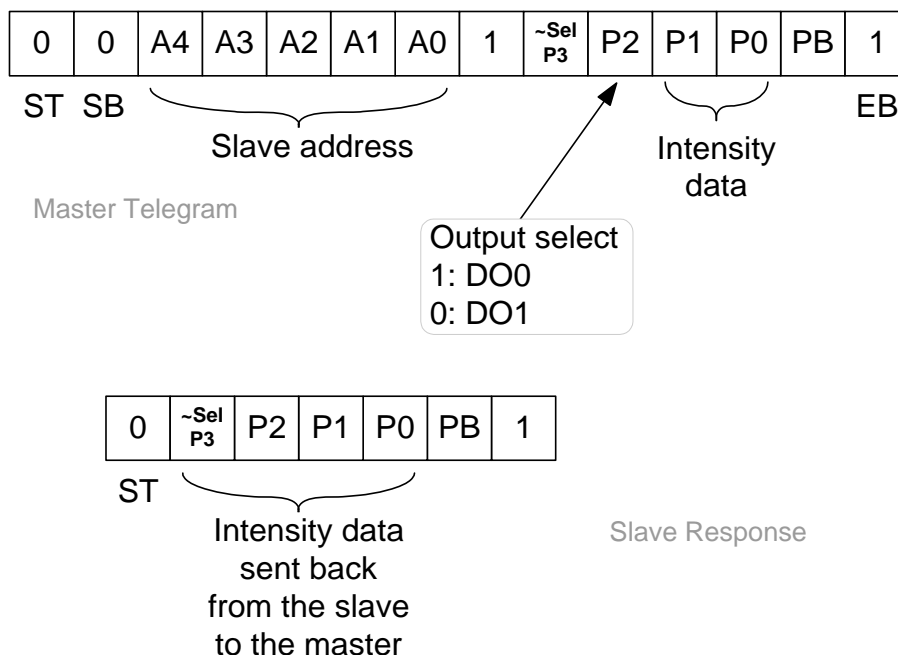 0 0 A4 A3 A2 A1 A0 1 ~Sel P3 P2 P1 P0 PB 1
ST SB EB
Slave address
Intensity
data
Master Telegram
Output select
1: DO0
0: DO1
0 ~Sel P3 P2 P1 P0 PB 1
ST
Intensity data
sent back
from the slave
to the master
Slave Response